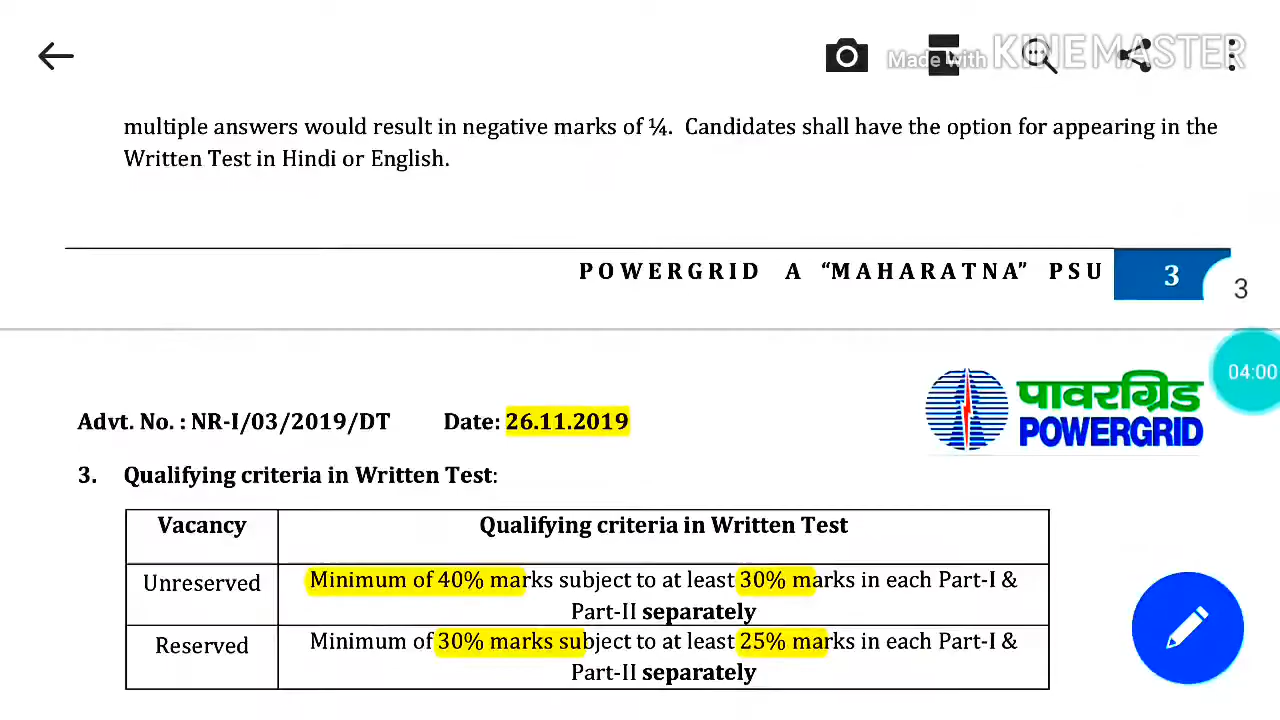 Made with KINEMASTER
multiple answers would result in negative marks of ¼. Candidates shall have the option for appearing in the
Written Test in Hindi or English.
POWERGRID A “MAHARATNA” PSU 3
3
04:00
पावरग्रिड
POWERGRID
Advt. No. : NR-I/03/2019/DT Date: 26.11.2019
3. Qualifying criteria in Written Test:
Vacancy Qualifying criteria in Written Test
Unreserved Minimum of 40% marks subject to at least 30% marks in each Part-I &
Part-II separately
Reserved Minimum of 30% marks subject to at least 25% marks in each Part-I &
Part-II separately